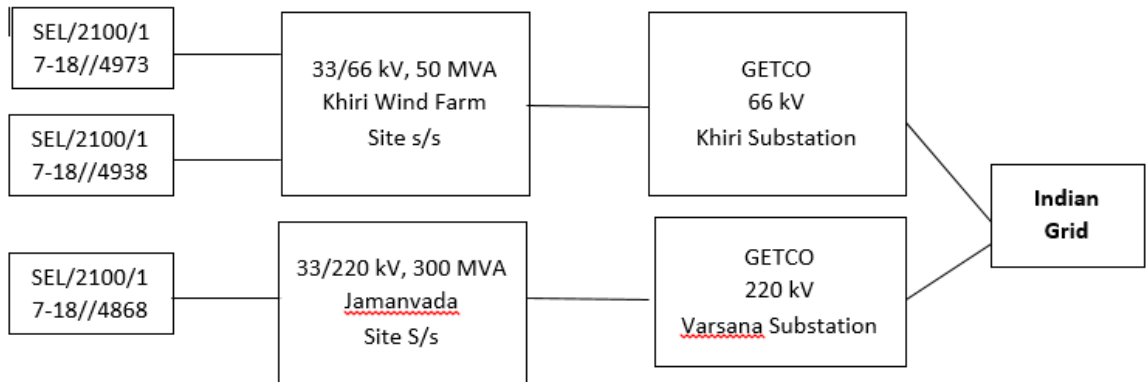 SEL/2100/1
7-18//4973
SEL/2100/1
7-18//4938
33/66 kV, 50 MVA
Khiri Wind Farm
Site s/s
GETCO
66 kV
Khiri Substation
SEL/2100/1
7-18//4868
33/220 kV, 300 MVA
Jamanvada
Site S/s
GETCO
220 kV
Varsana Substation
Indian
Grid